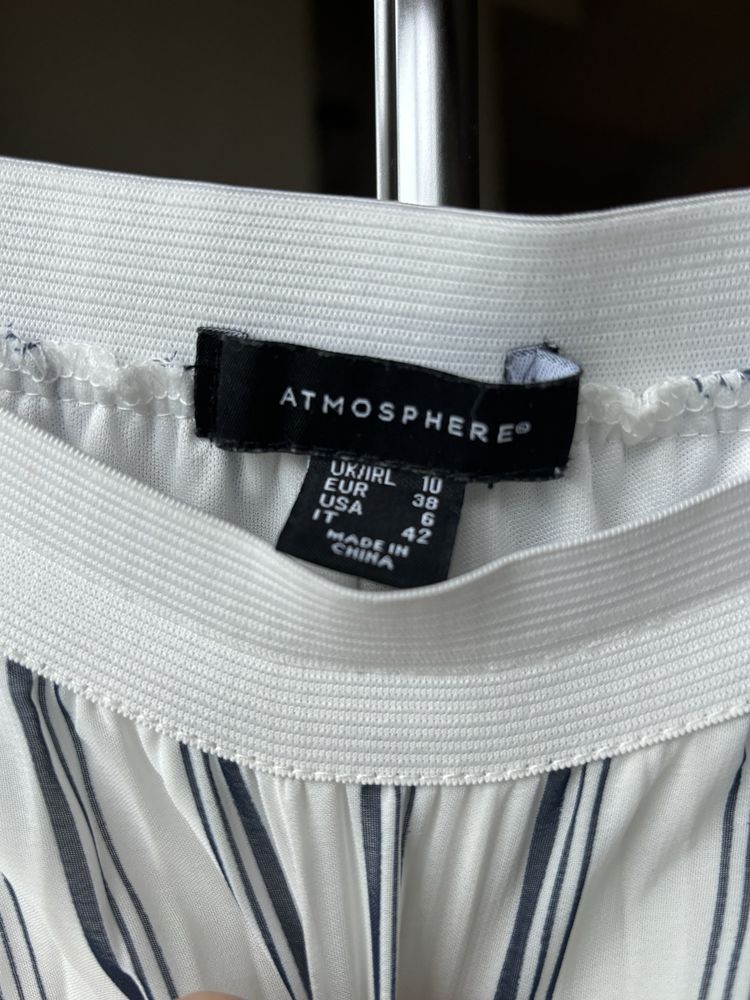 ATMOSPHERE®
UK/IRL 10
EUR 38
USA 6
IT 42
MADE IN
CHINA